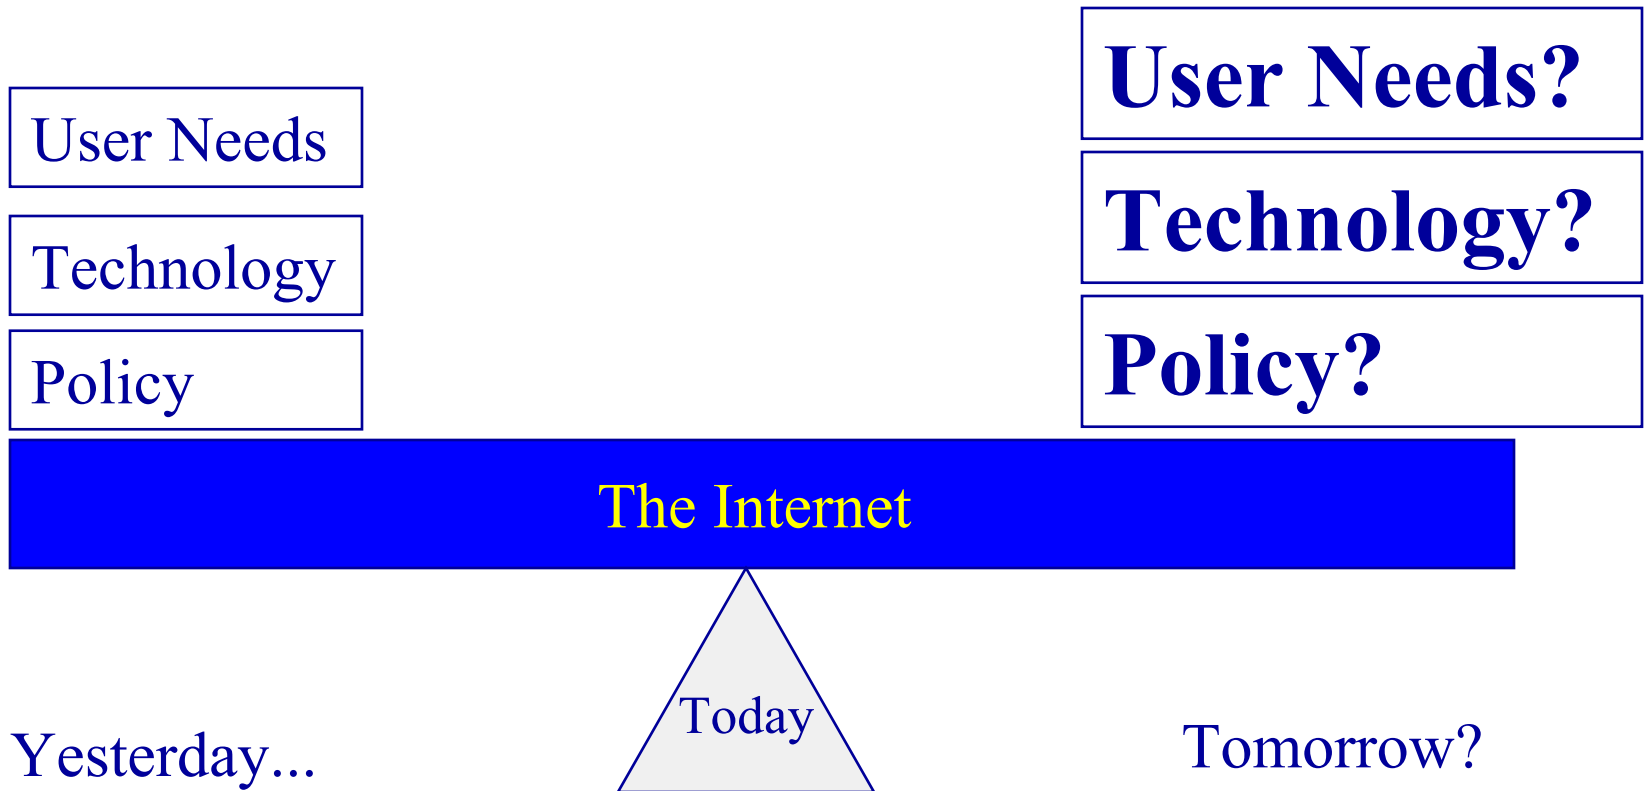 User Needs
Technology
Policy
User Needs?
Technology?
Policy?
The Internet
Yesterday...
Today
Tomorrow?